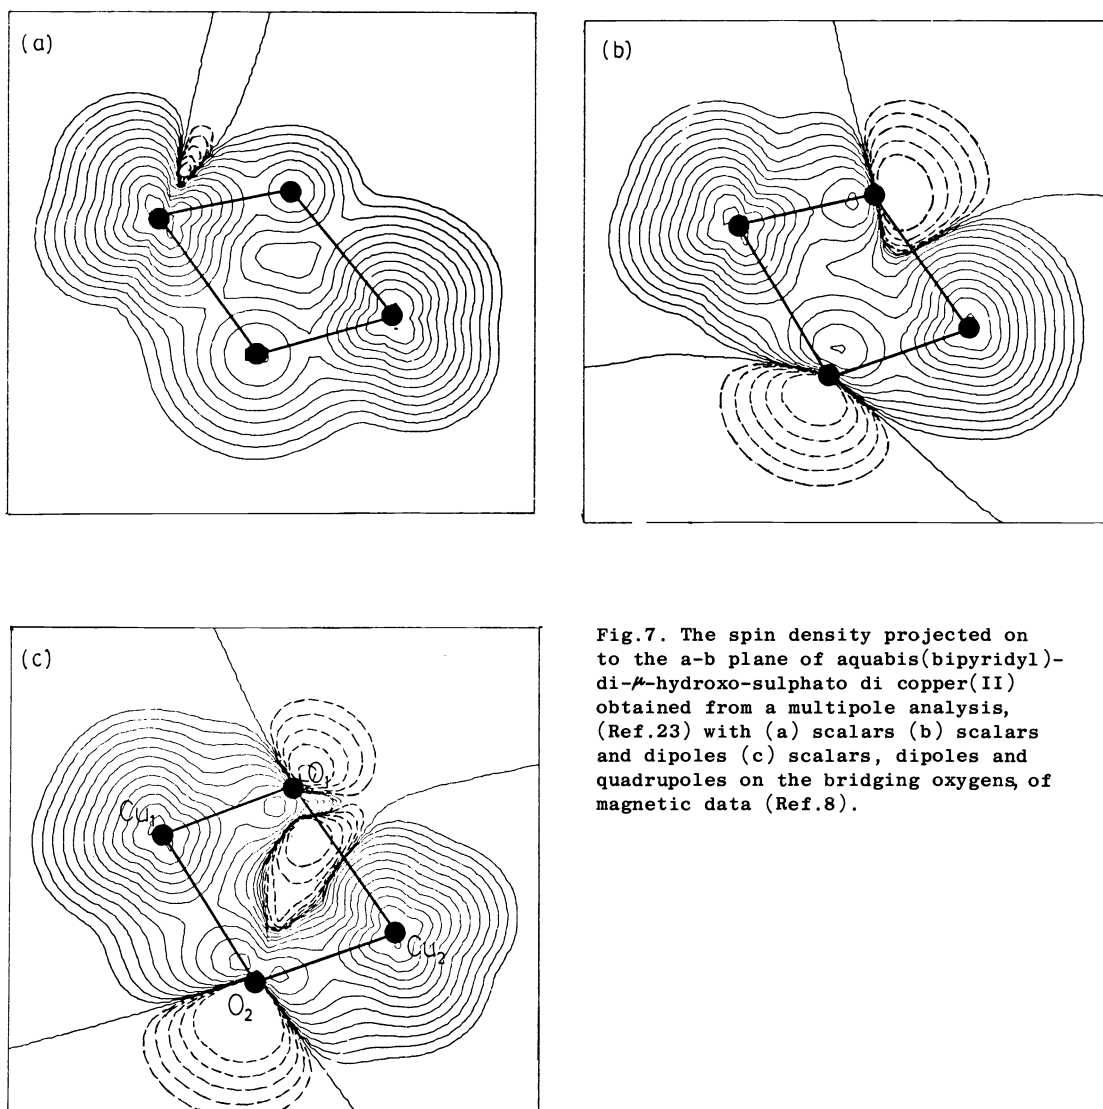 (a)
(b)
(c)
Cu₁
O₁
O₂
Cu₂
Fig.7. The spin density projected on
to the a-b plane of aquabis(bipyridyl)-
di-μ-hydroxo-sulphato di copper(II)
obtained from a multipole analysis,
(Ref.23) with (a) scalars (b) scalars
and dipoles (c) scalars, dipoles and
quadrupoles on the bridging oxygens, of
magnetic data (Ref.8).